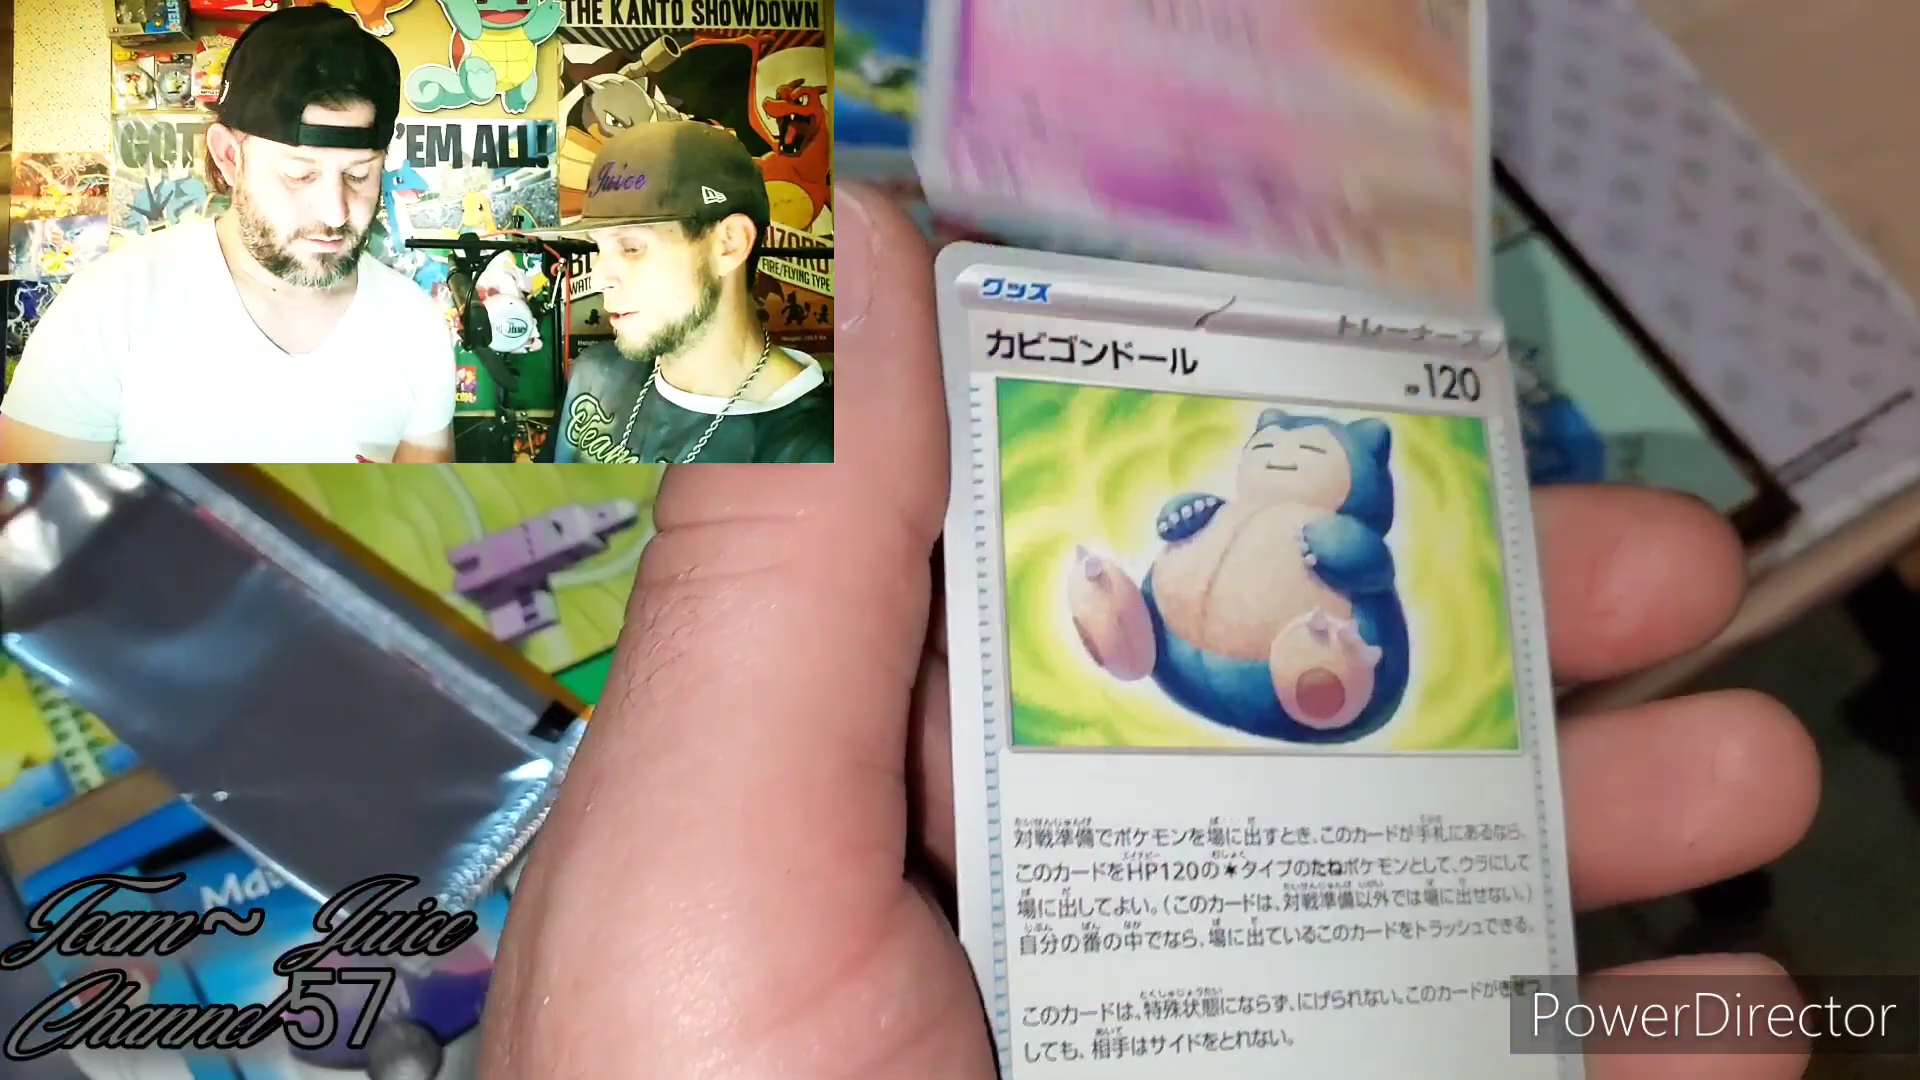 THE KANTO SHOWDOWN
GOT
'EM ALL!
Juice
FIRE/FLYING TYPE
Team
グッズ
トレーナーズ
カビゴンドール
HP120
対戦準備でポケモンを場に出すとき、このカードが手札にあるなら、
このカードをHP120の タイプのたねポケモンとして、ウラにして
場に出してよい。(このカードは、対戦準備以外では場に出せない。)
自分の番の中でなら、場に出ているこのカードをトラッシュできる。
このカードは、特殊状態にならず、にげられない。このカードがきぜつ
しても、相手はサイドをとれない。
Team~ Juice
Channel 57
PowerDirector